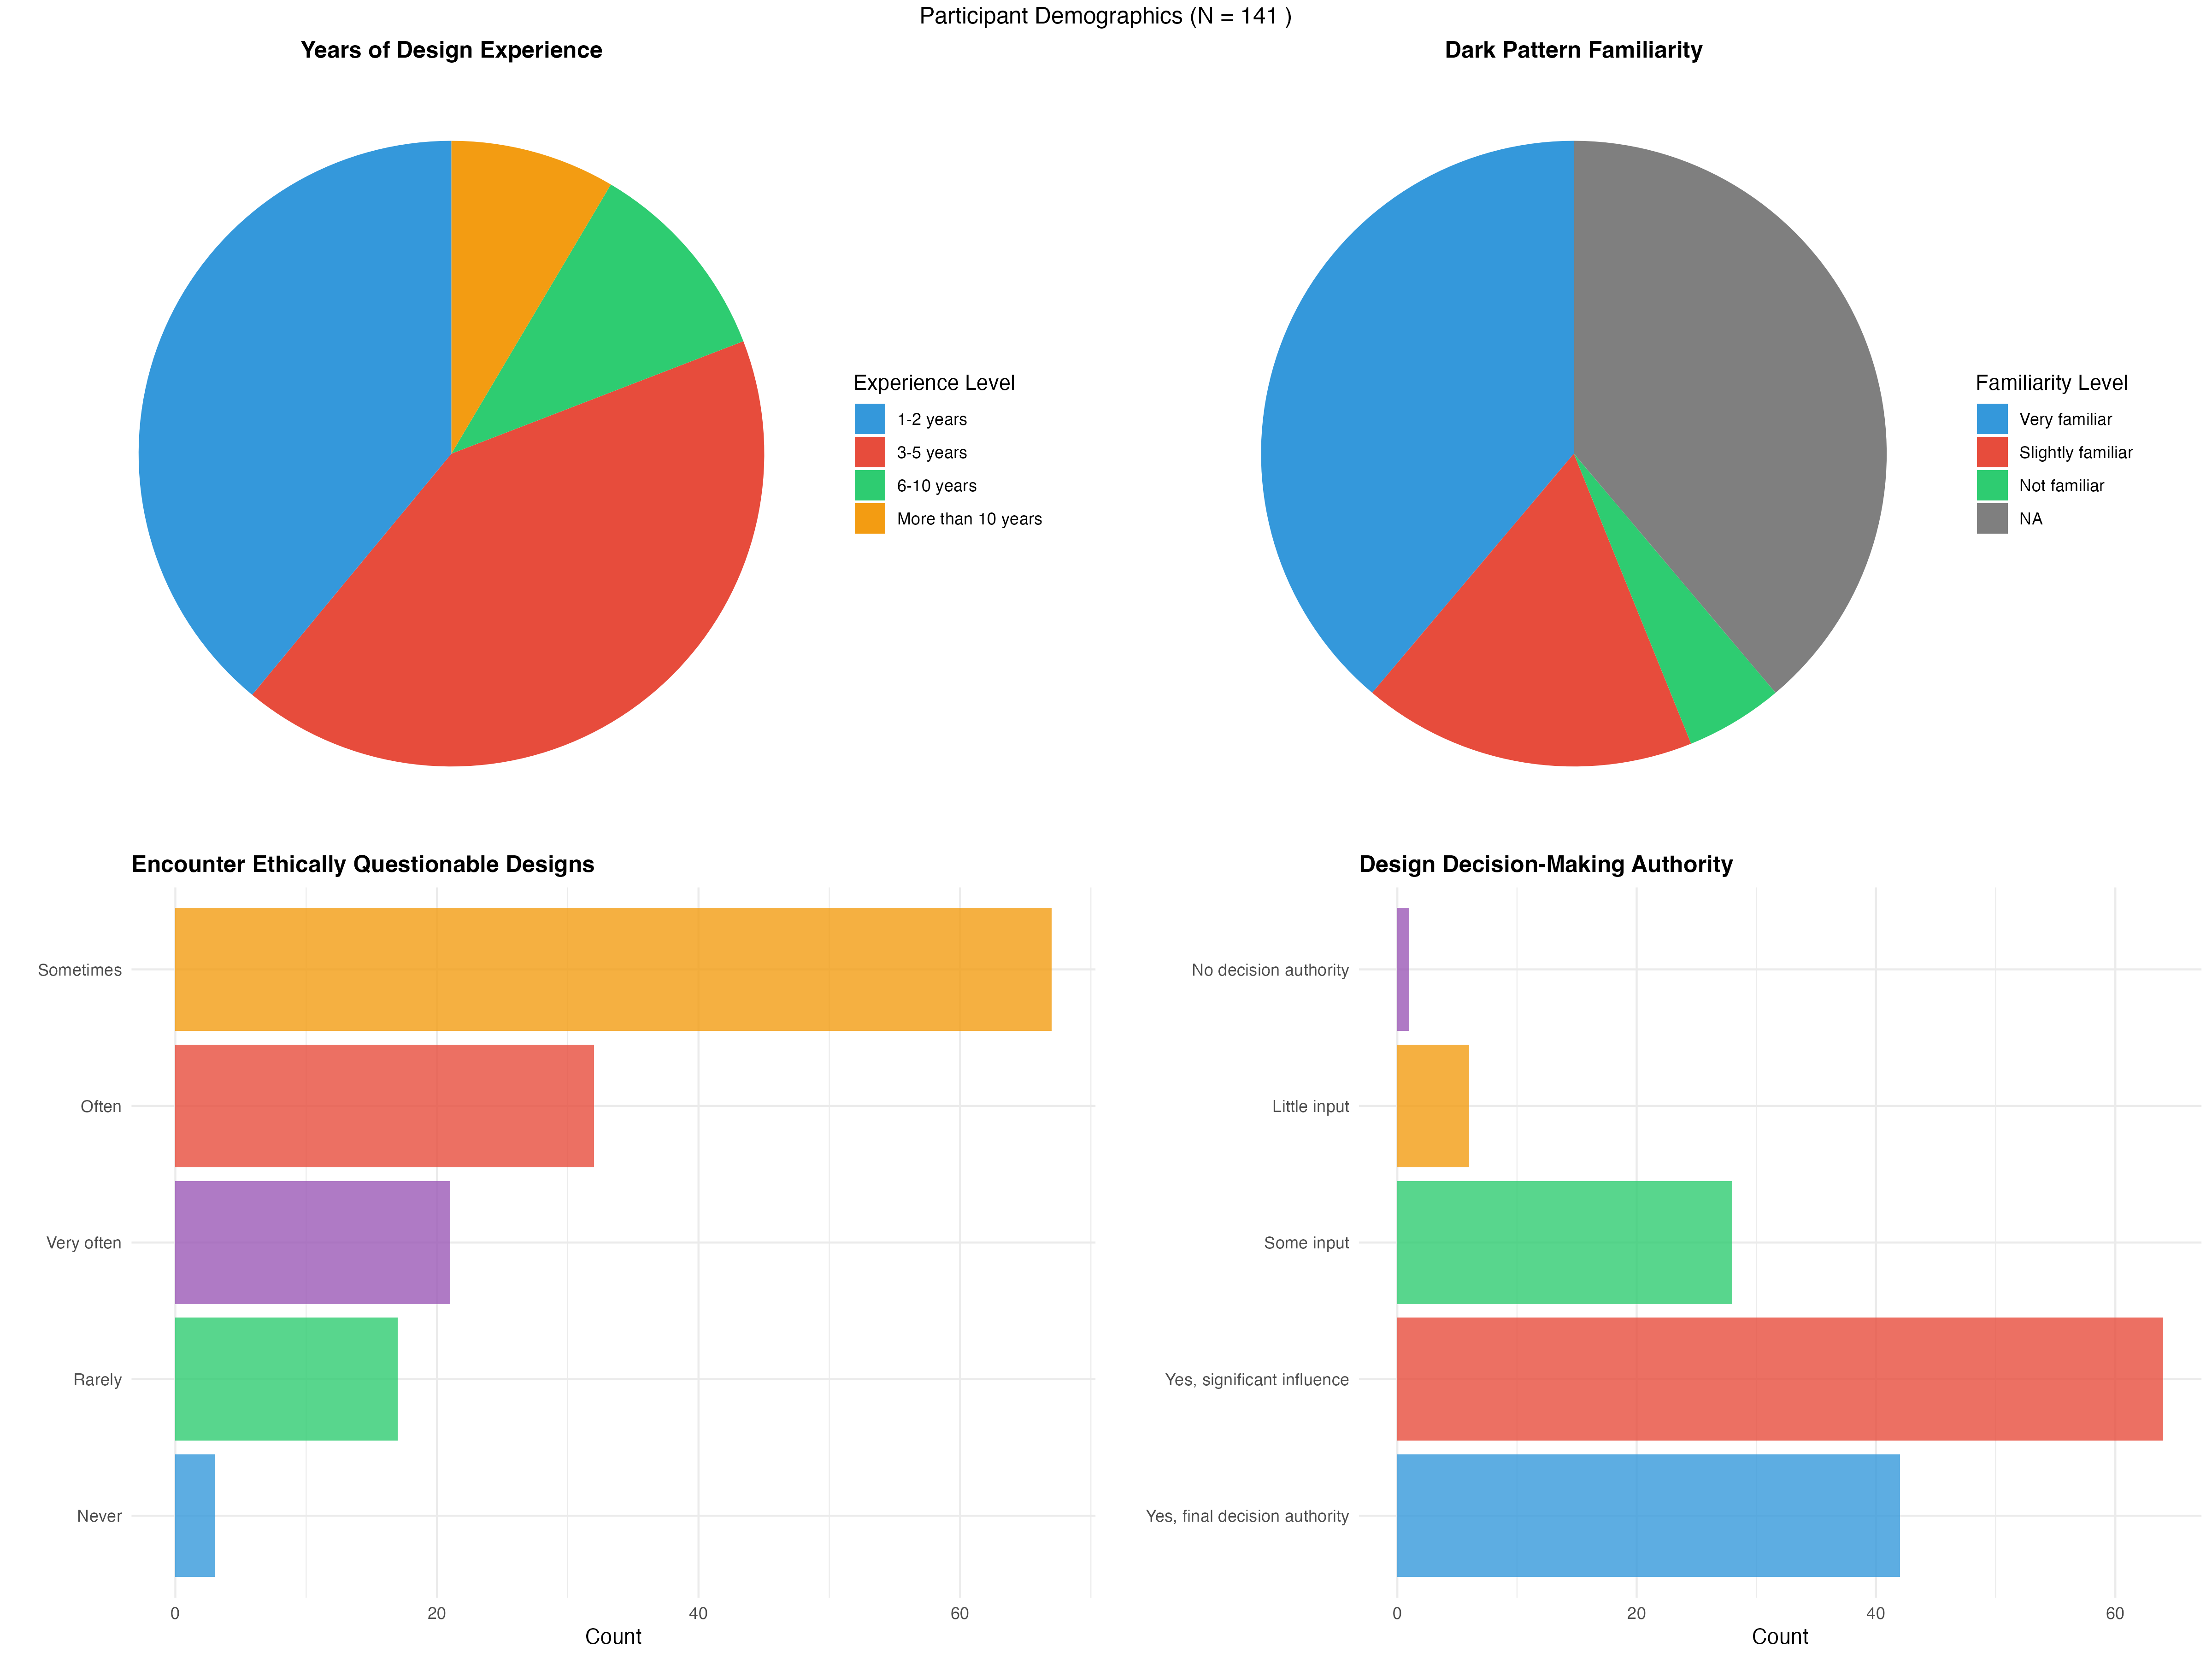 Participant Demographics (N = 141 )
Years of Design Experience
Experience Level
1-2 years
3-5 years
6-10 years
More than 10 years
Dark Pattern Familiarity
Familiarity Level
Very familiar
Slightly familiar
Not familiar
NA
Encounter Ethically Questionable Designs
Sometimes
Often
Very often
Rarely
Never
0 20 40 60
Count
Design Decision-Making Authority
No decision authority
Little input
Some input
Yes, significant influence
Yes, final decision authority
0 20 40 60
Count